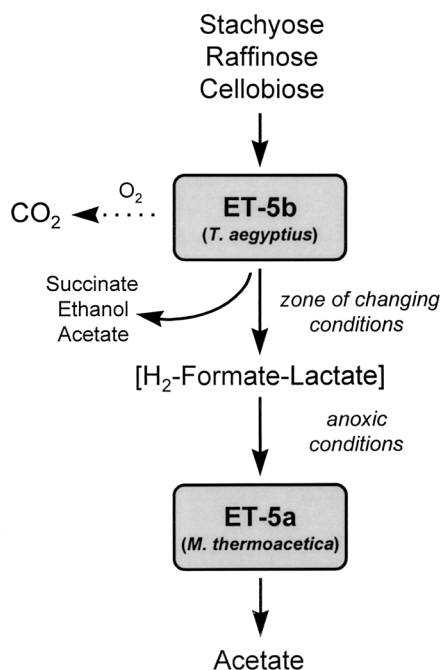 Stachyose
Raffinose
Cellobiose
O₂
CO₂
ET-5b
(T. aegyptius)
Succinate
Ethanol
Acetate
zone of changing
conditions
[H₂-Formate-Lactate]
anoxic
conditions
ET-5a
(M. thermoacetica)
Acetate